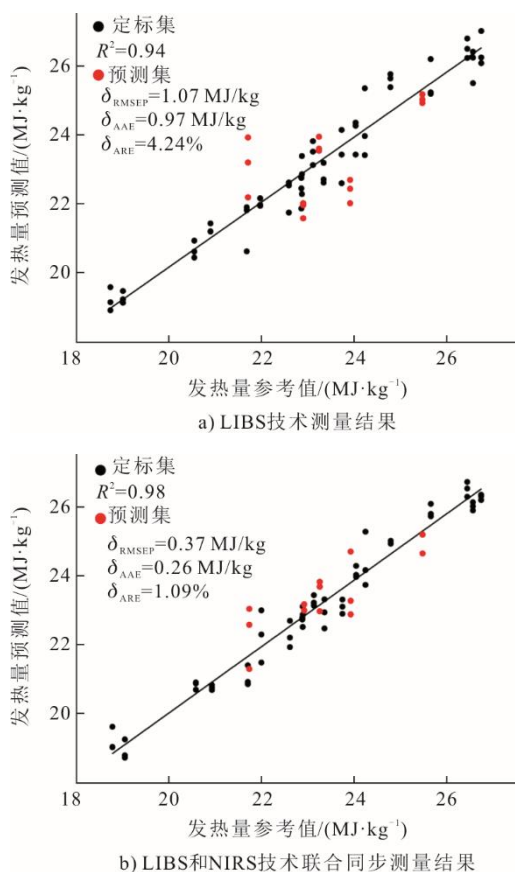 定标集
R²=0.94
预测集
δRMSEP=1.07 MJ/kg
δAAE=0.97 MJ/kg
δARE=4.24%
发热量预测值/(MJ·kg⁻¹)
26
24
22
20
18 20 22 24 26
发热量参考值/(MJ·kg⁻¹)
a) LIBS技术测量结果
定标集
R²=0.98
预测集
δRMSEP=0.37 MJ/kg
δAAE=0.26 MJ/kg
δARE=1.09%
发热量预测值/(MJ·kg⁻¹)
26
24
22
20
18 20 22 24 26
发热量参考值/(MJ·kg⁻¹)
b) LIBS和NIRS技术联合同步测量结果